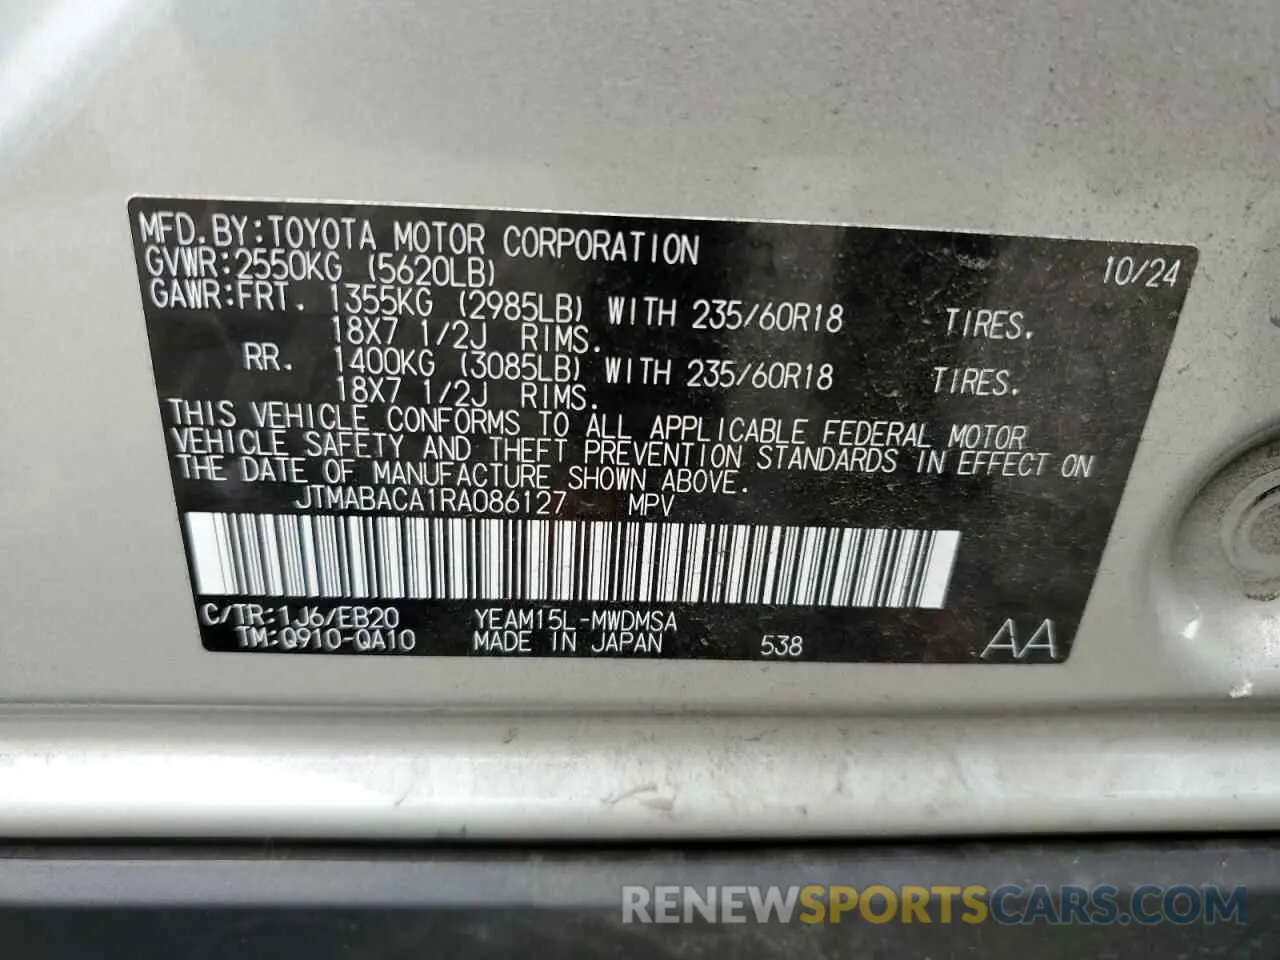 MFD.BY:TOYOTA MOTOR CORPORATION 10/24
GVWR:2550KG (5620LB)
GAWR:FRT. 1355KG (2985LB) WITH 235/60R18 TIRES.
18X7 1/2J RIMS.
RR. 1400KG (3085LB) WITH 235/60R18 TIRES.
18X7 1/2J RIMS.
THIS VEHICLE CONFORMS TO ALL APPLICABLE FEDERAL MOTOR
VEHICLE SAFETY AND THEFT PREVENTION STANDARDS IN EFFECT ON
THE DATE OF MANUFACTURE SHOWN ABOVE.
JTMABACA1RA086127 MPV
C/TR:1J6/EB20 YEAM15L-MWDMSA
TM:Q910-QA10 MADE IN JAPAN 538 AA
RENEWSPORTSCARS.COM